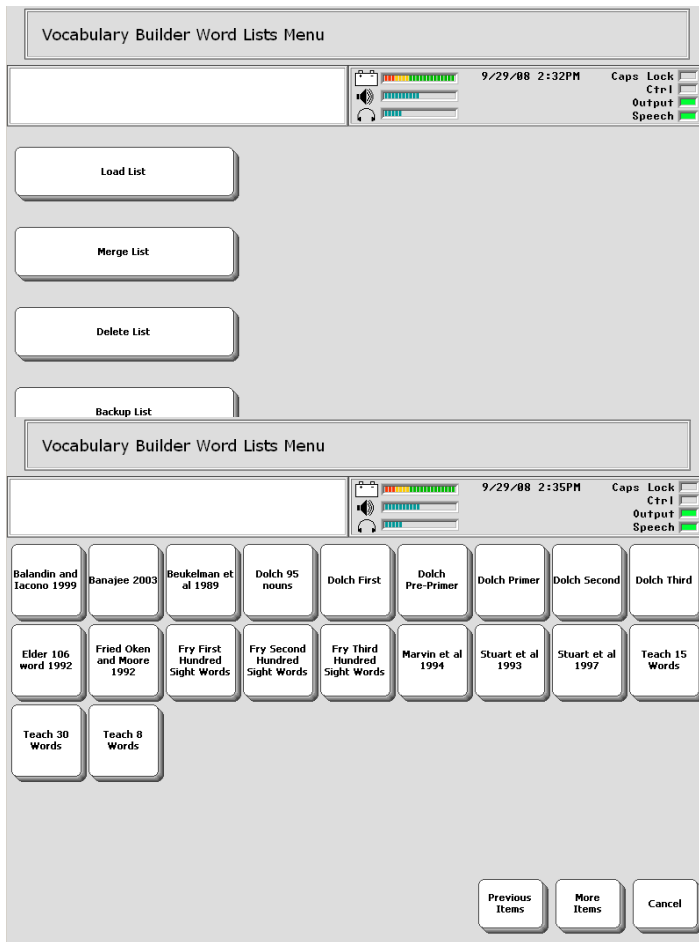 Vocabulary Builder Word Lists Menu
9/29/08 2:32PM Caps Lock
Ctrl
Output
Speech
Load List
Merge List
Delete List
Backup List
Vocabulary Builder Word Lists Menu
9/29/08 2:35PM Caps Lock
Ctrl
Output
Speech
Balandin and
Iacono 1999
Banajee 2003
Beukelman et
al 1989
Dolch 95
nouns
Dolch First
Dolch
Pre-Primer
Dolch Primer
Dolch Second
Dolch Third
Elder 106
word 1992
Fried Oken
and Moore
1992
Fry First
Hundred
Sight Words
Fry Second
Hundred
Sight Words
Fry Third
Hundred
Sight Words
Marvin et al
1994
Stuart et al
1993
Stuart et al
1997
Teach 15
Words
Teach 30
Words
Teach 8
Words
Previous
Items
More
Items
Cancel